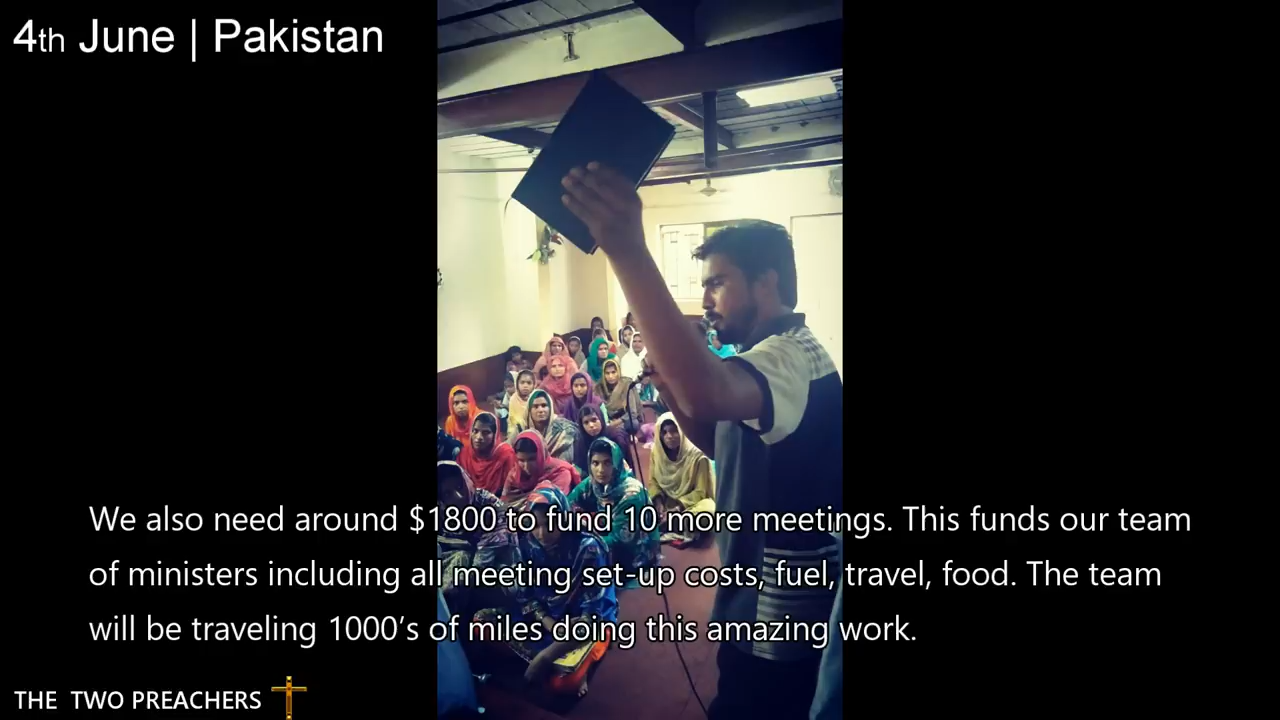 4th June | Pakistan
We also need around $1800 to fund 10 more meetings. This funds our team
of ministers including all meeting set-up costs, fuel, travel, food. The team
will be traveling 1000’s of miles doing this amazing work.
THE TWO PREACHERS